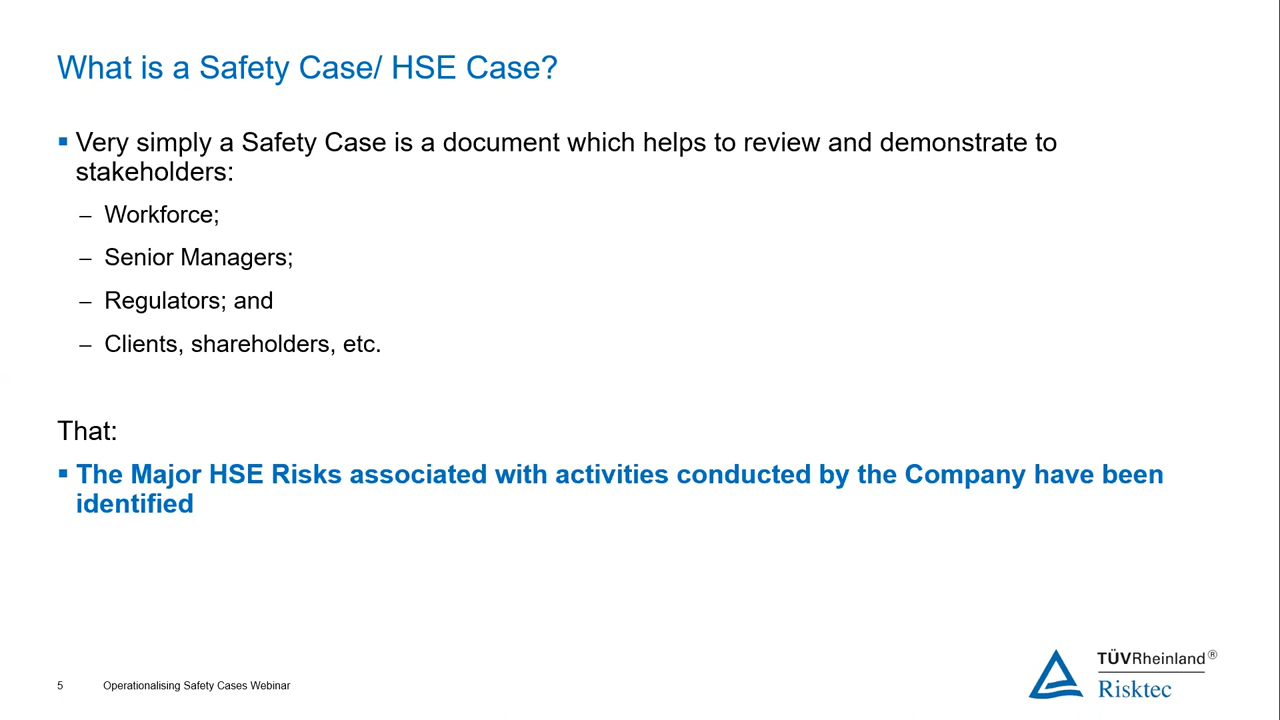 What is a Safety Case/ HSE Case?
▪ Very simply a Safety Case is a document which helps to review and demonstrate to
stakeholders:
– Workforce;
– Senior Managers;
– Regulators; and
– Clients, shareholders, etc.
That:
▪ The Major HSE Risks associated with activities conducted by the Company have been
identified
TÜVRheinland®
Risktec
5 Operationalising Safety Cases Webinar